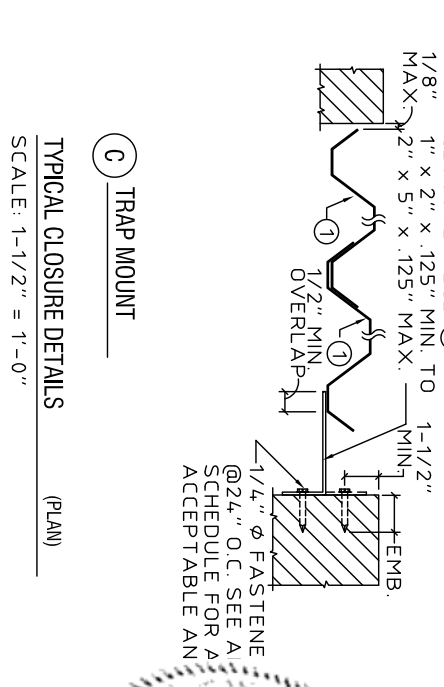 1/8"
MAX.
1" x 2" x .125" MIN. TO
2" x 5" x .125" MAX.
1-1/2"
MIN.
EMB.
1
1
1/2" MIN.
OVERLAP
1/4" Ø FASTENE
@24" O.C. SEE A
SCHEDULE FOR A
ACCEPTABLE AN
C TRAP MOUNT
TYPICAL CLOSURE DETAILS (PLAN)
SCALE: 1-1/2" = 1'-0"